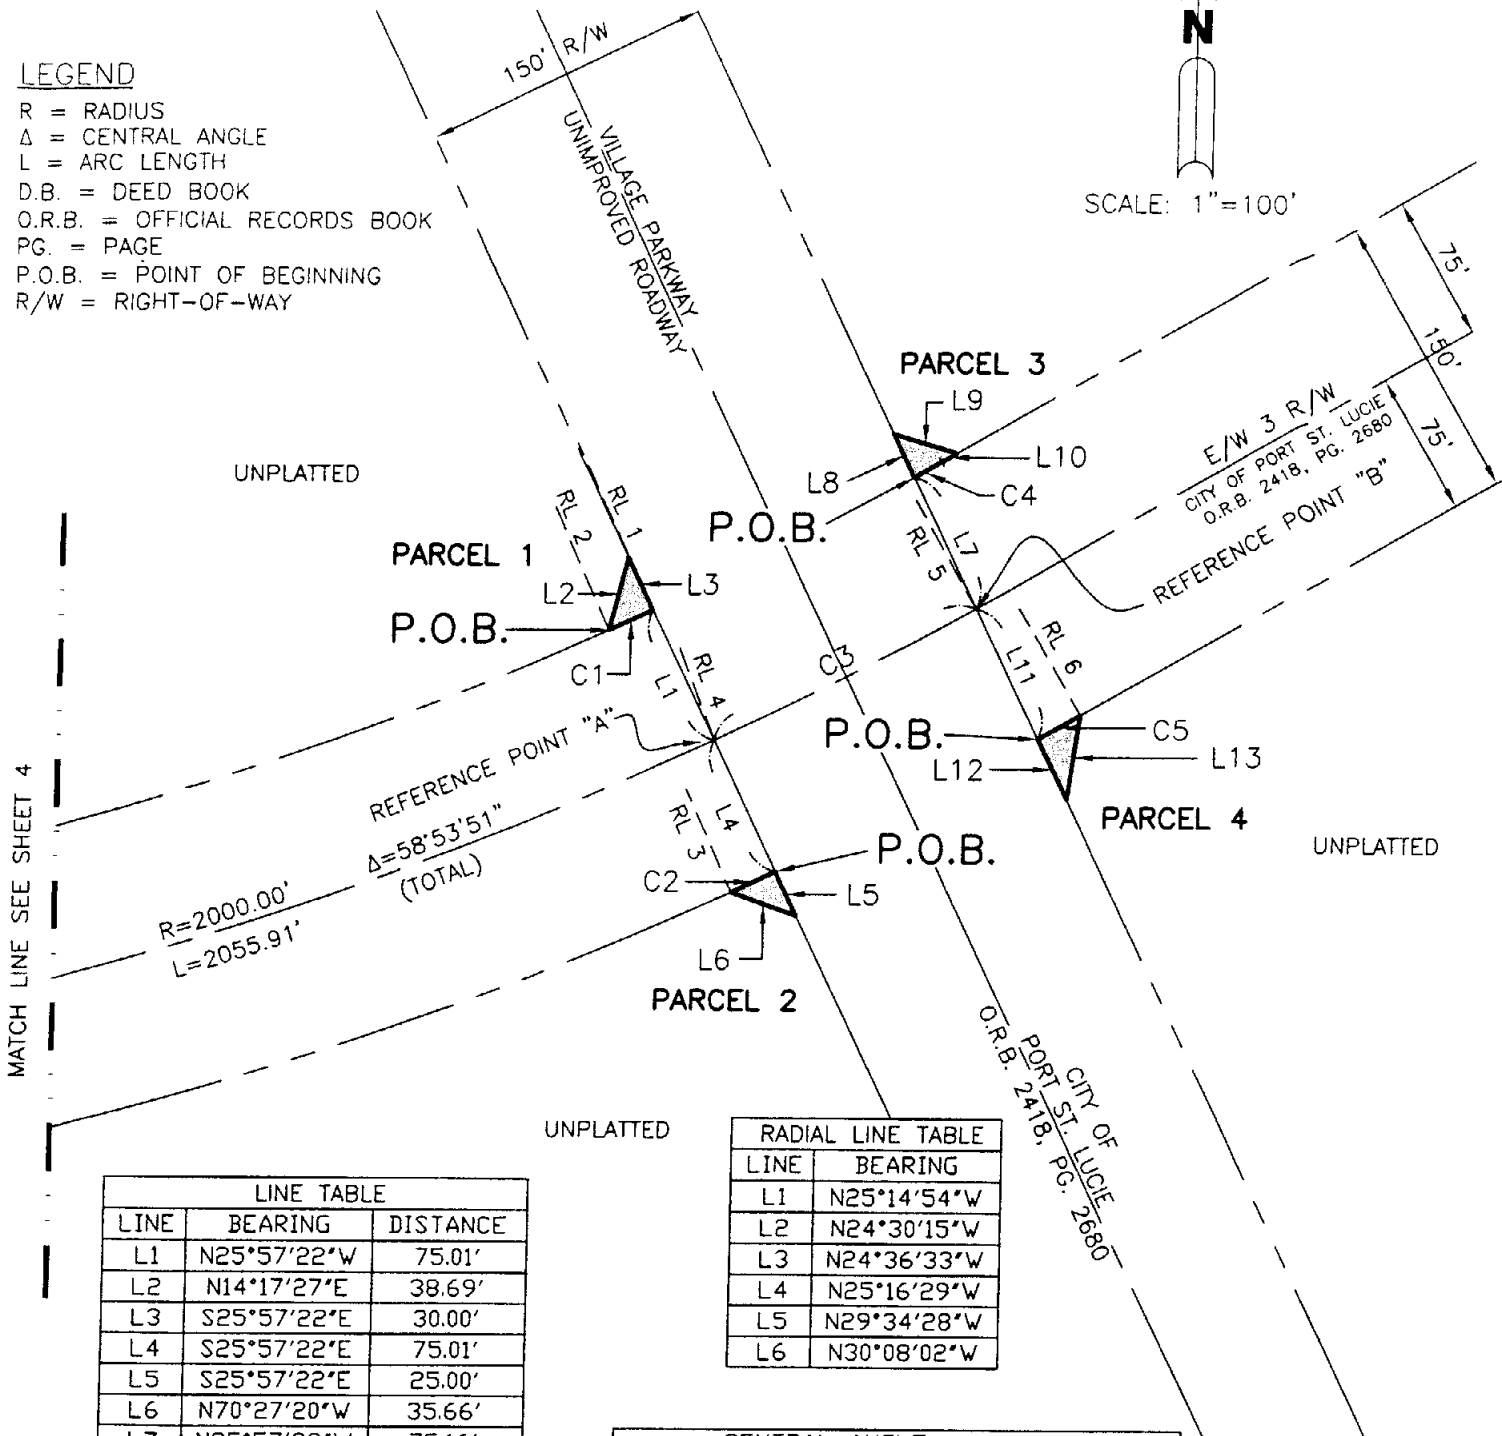 N
SCALE: 1"=100'
LEGEND
R = RADIUS
Δ = CENTRAL ANGLE
L = ARC LENGTH
D.B. = DEED BOOK
O.R.B. = OFFICIAL RECORDS BOOK
PG. = PAGE
P.O.B. = POINT OF BEGINNING
R/W = RIGHT-OF-WAY
150' R/W
VILLAGE PARKWAY
UNIMPROVED ROADWAY
75'
150'
75'
E/W 3 R/W
CITY OF PORT ST. LUCIE
O.R.B. 2418, PG. 2680
REFERENCE POINT "B"
PARCEL 3
L9
L10
L8
C4
P.O.B.
L7
RL 5
UNPLATTED
RL 1
RL 2
PARCEL 1
L2
L3
P.O.B.
C1
L1
RL 4
C3
L11
RL 6
P.O.B.
C5
L12
L13
PARCEL 4
UNPLATTED
REFERENCE POINT "A"
Δ=58°53'51"
(TOTAL)
R=2000.00'
L=2055.91'
MATCH LINE SEE SHEET 4
RL 3
L4
P.O.B.
C2
L5
L6
PARCEL 2
UNPLATTED
CITY OF
PORT ST. LUCIE
O.R.B. 2418, PG. 2680
LINE TABLE
LINE BEARING DISTANCE
L1 N25°57'22"W 75.01'
L2 N14°17'27"E 38.69'
L3 S25°57'22"E 30.00'
L4 S25°57'22"E 75.01'
L5 S25°57'22"E 25.00'
L6 N70°27'20"W 35.66'
RADIAL LINE TABLE
LINE BEARING
L1 N25°14'54"W
L2 N24°30'15"W
L3 N24°36'33"W
L4 N25°16'29"W
L5 N29°34'28"W
L6 N30°08'02"W